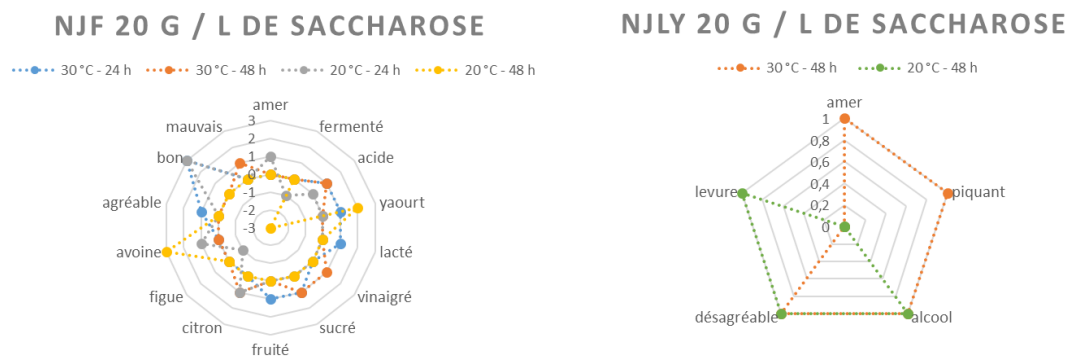 NJF 20 G / L DE SACCHAROSE
30 °C - 24 h 30 °C - 48 h 20 °C - 24 h 20 °C - 48 h
amer
mauvais 3 fermenté
2
bon 1 acide
0
agréable -1 yaourt
-2
-3
avoine lacté
figue vinaigré
citron sucré
fruité
NJLY 20 G / L DE SACCHAROSE
30 °C - 48 h 20 °C - 48 h
amer
1
0,8
0,6
levure 0,4 piquant
0,2
0
désagréable alcool